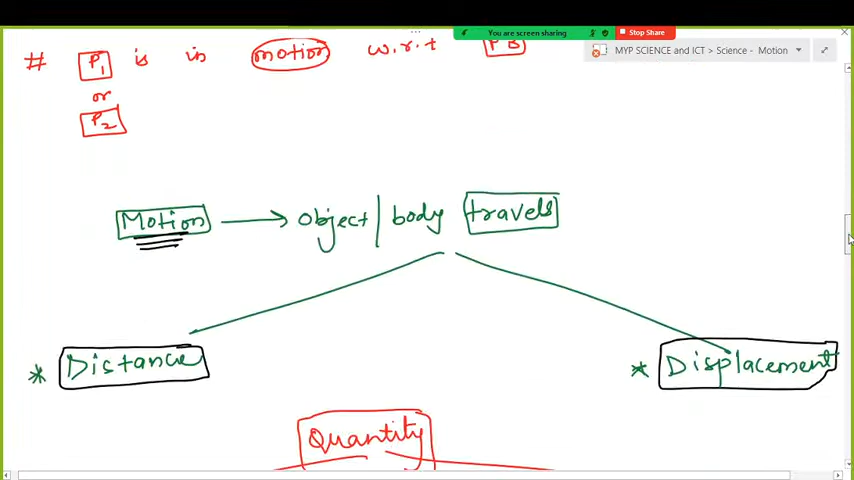 You are screen sharing Stop Share
MYP SCIENCE and ICT > Science - Motion
# P1 is in motion w.r.t PB
or
P2
Motion → object | body travels
* Distance * Displacement
Quantity